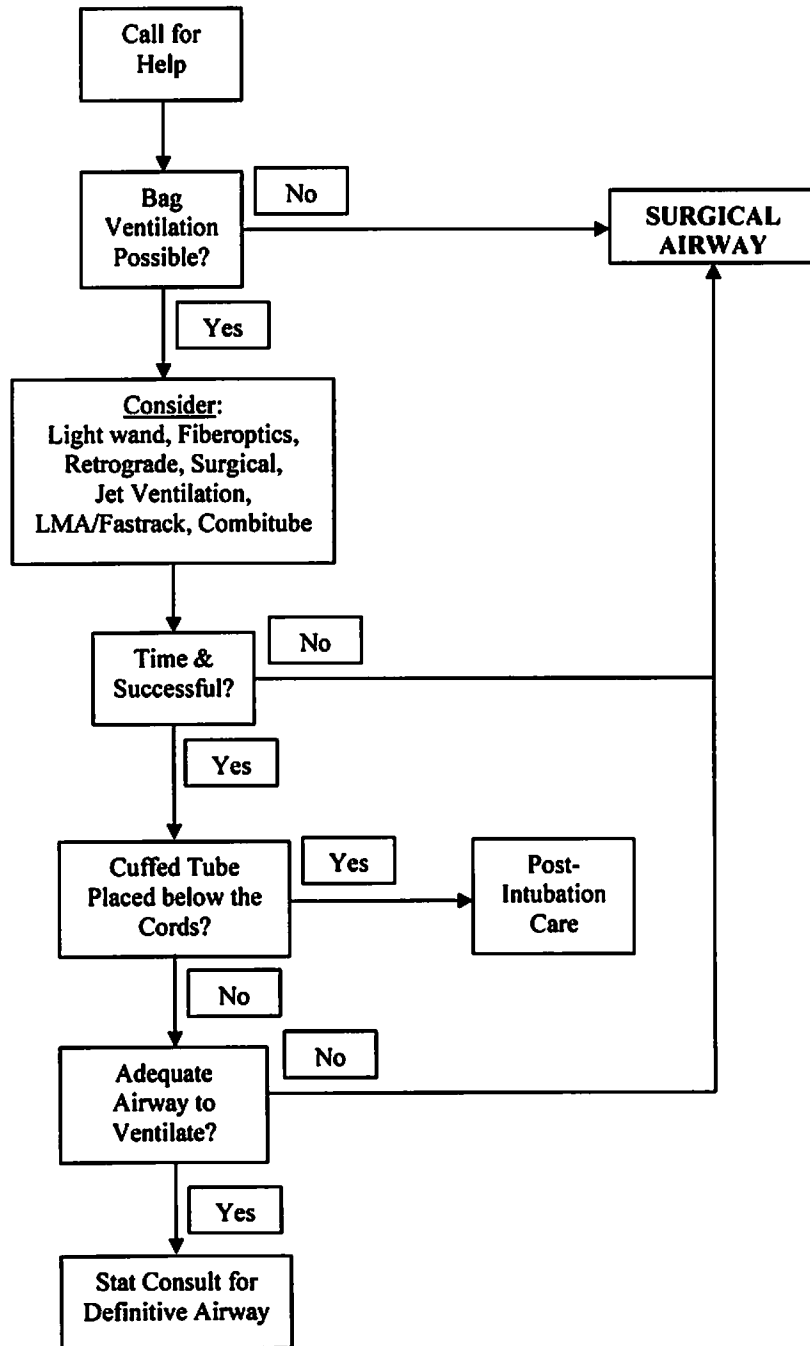 Call for
Help
Bag
Ventilation
Possible?
No
SURGICAL
AIRWAY
Yes
Consider:
Light wand, Fiberoptics,
Retrograde, Surgical,
Jet Ventilation,
LMA/Fastrack, Combitube
Time &
Successful?
No
Yes
Cuffed Tube
Placed below the
Cords?
Yes
Post-
Intubation
Care
No
Adequate
Airway to
Ventilate?
No
Yes
Stat Consult for
Definitive Airway